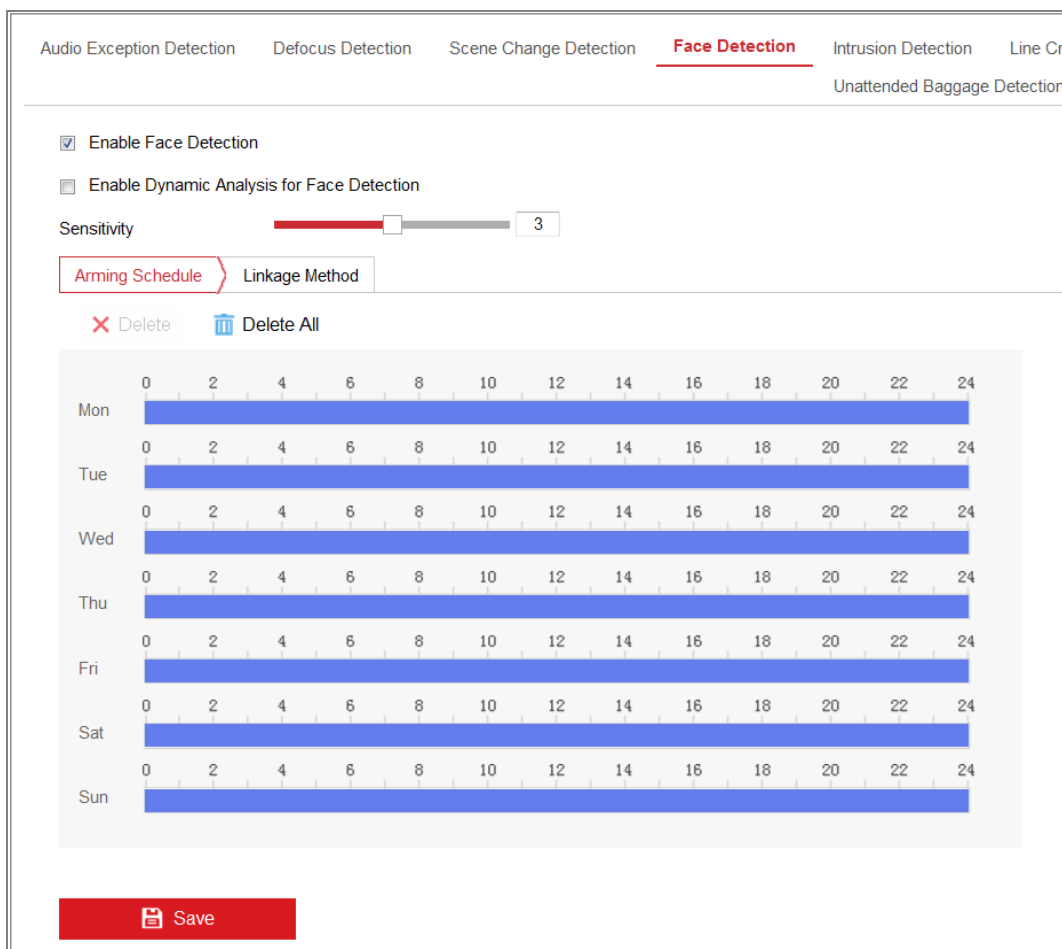 Audio Exception Detection Defocus Detection Scene Change Detection Face Detection Intrusion Detection Line Cr
Unattended Baggage Detection
Enable Face Detection
Enable Dynamic Analysis for Face Detection
Sensitivity 3
Arming Schedule Linkage Method
Delete Delete All
0 2 4 6 8 10 12 14 16 18 20 22 24
Mon
0 2 4 6 8 10 12 14 16 18 20 22 24
Tue
0 2 4 6 8 10 12 14 16 18 20 22 24
Wed
0 2 4 6 8 10 12 14 16 18 20 22 24
Thu
0 2 4 6 8 10 12 14 16 18 20 22 24
Fri
0 2 4 6 8 10 12 14 16 18 20 22 24
Sat
0 2 4 6 8 10 12 14 16 18 20 22 24
Sun
Save